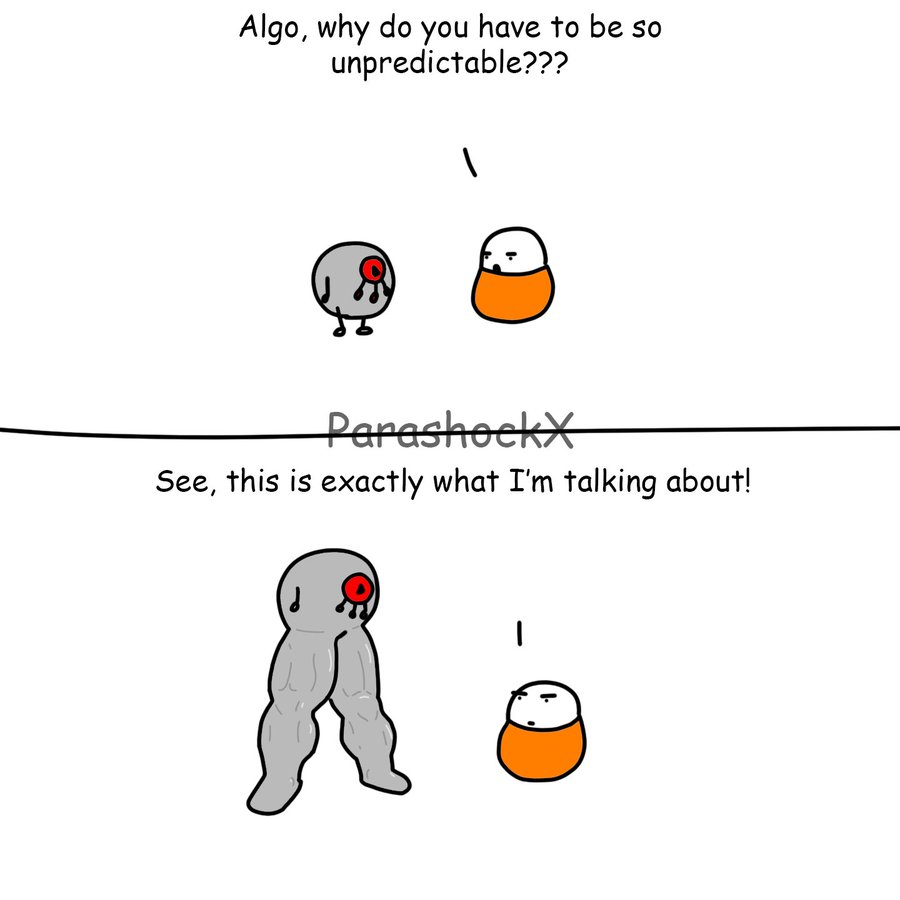 Algo, why do you have to be so
unpredictable???
ParashockX
See, this is exactly what I'm talking about!